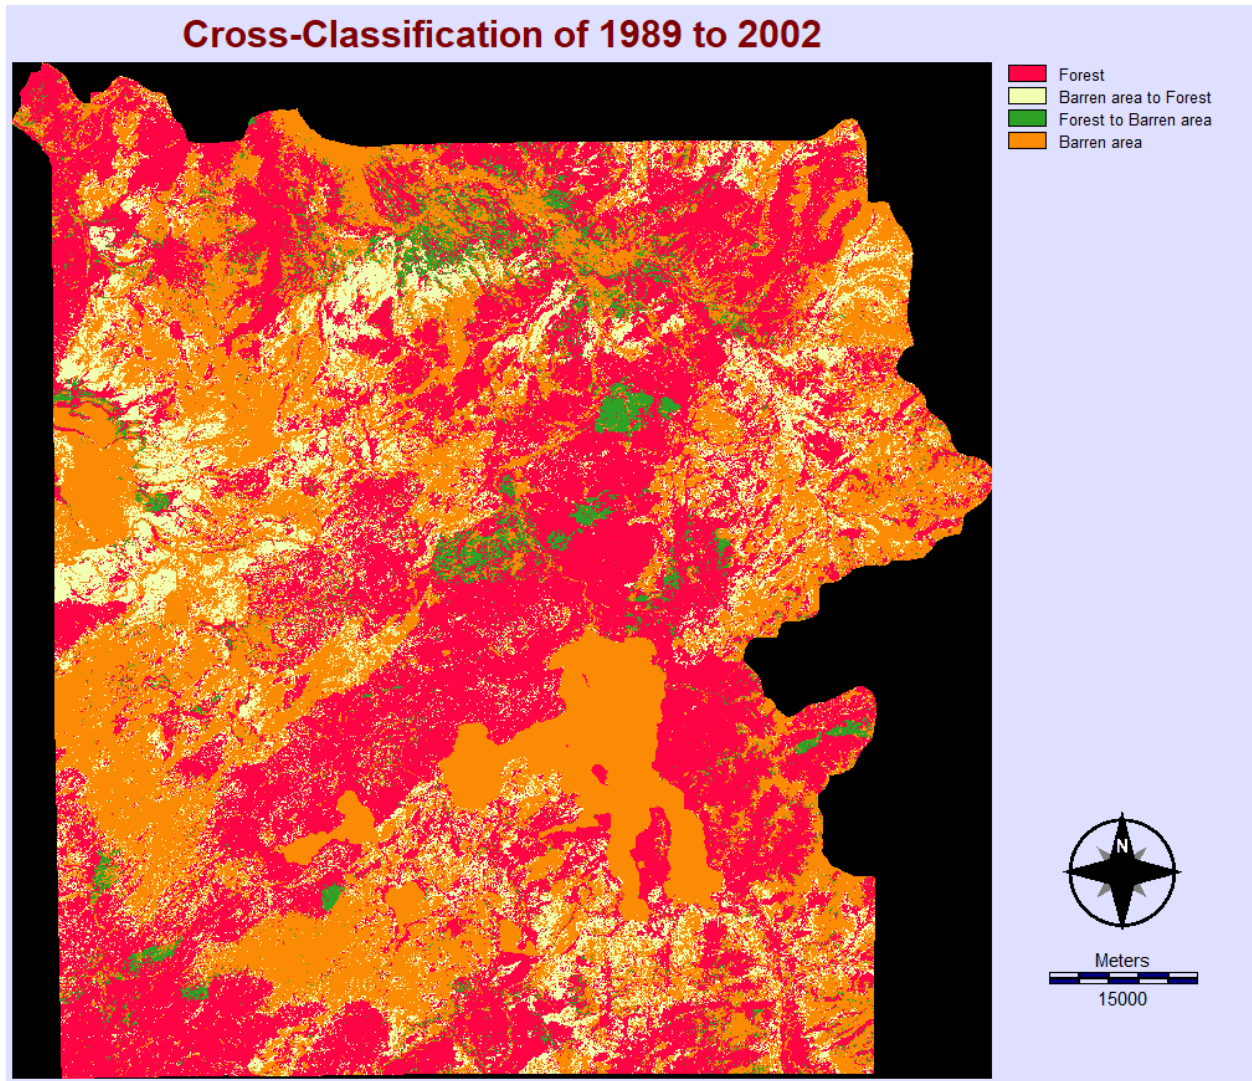 Cross-Classification of 1989 to 2002
Forest
Barren area to Forest
Forest to Barren area
Barren area
N
Meters
15000